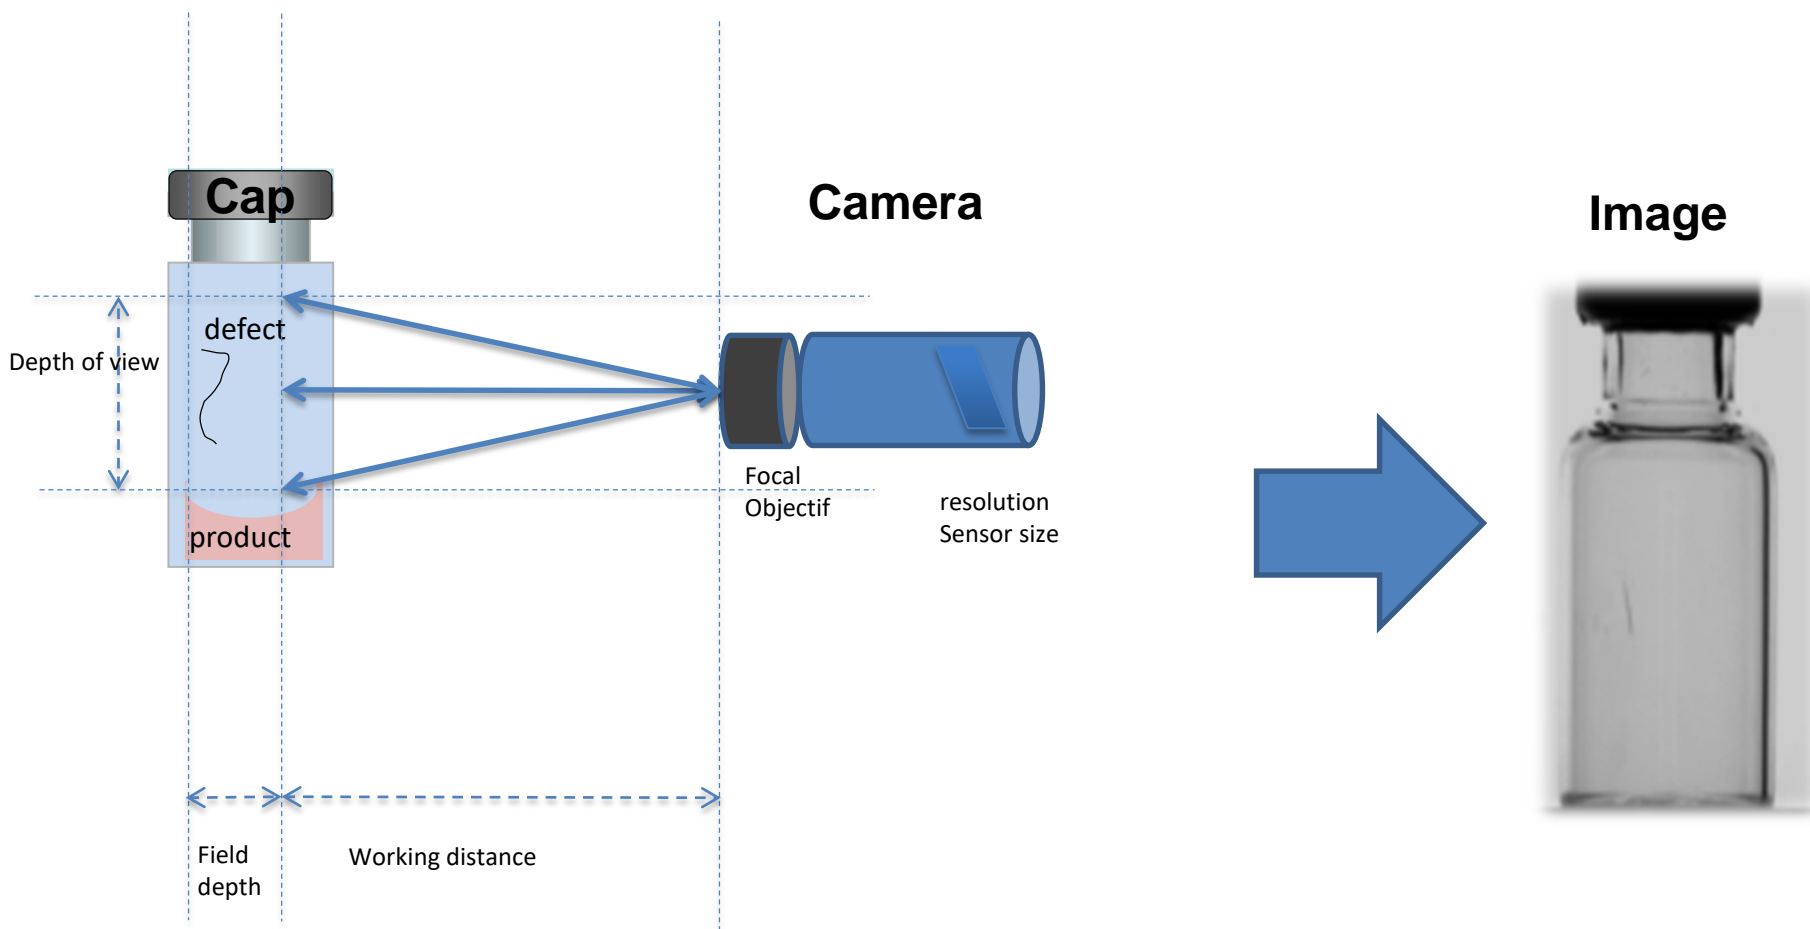 Cap
Camera
Image
defect
Depth of view
Focal
Objectif
resolution
Sensor size
product
Field
depth
Working distance